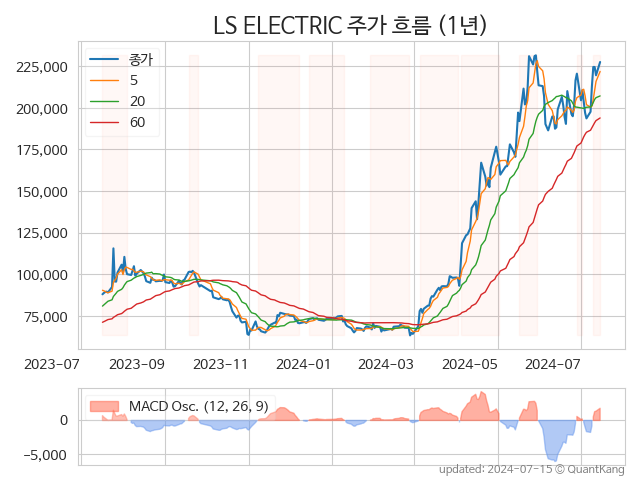 LS ELECTRIC 주가 흐름 (1년)
종가
5
20
60
225,000
200,000
175,000
150,000
125,000
100,000
75,000
2023-07 2023-09 2023-11 2024-01 2024-03 2024-05 2024-07
MACD Osc. (12, 26, 9)
0
−5,000
updated: 2024-07-15 © QuantKang